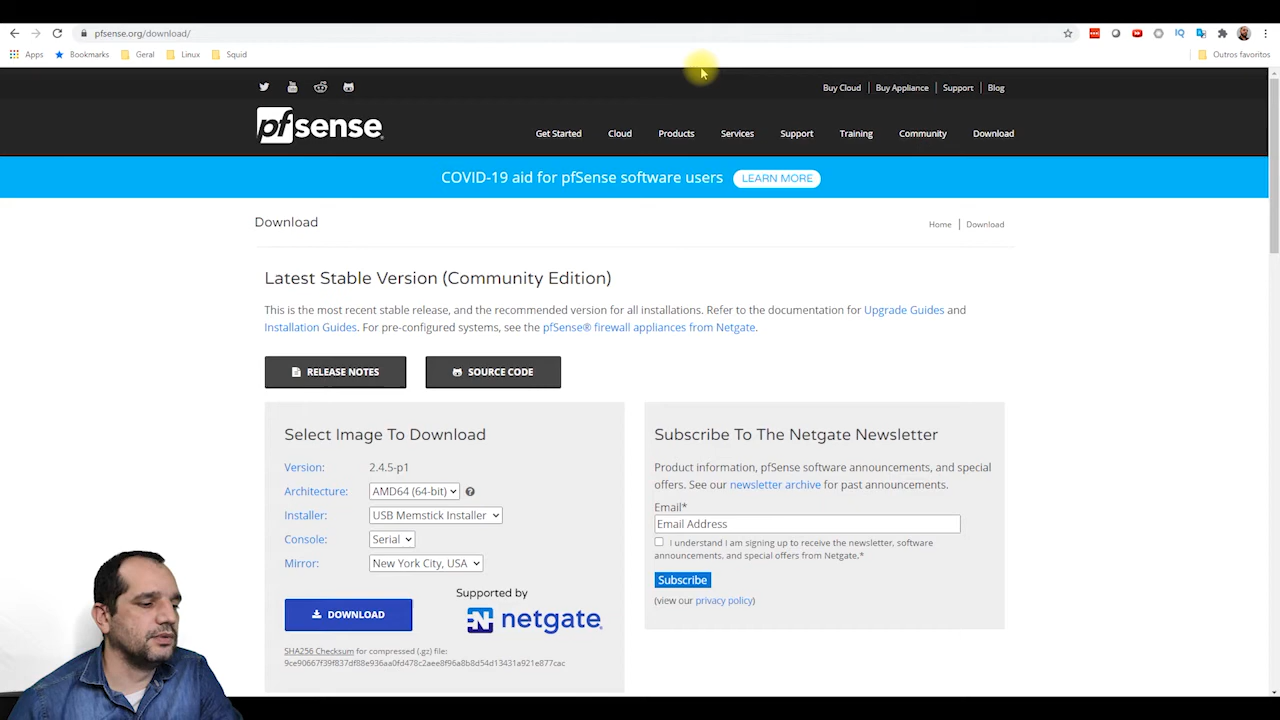 pfsense.org/download/
Apps Bookmarks Geral Linux Squid Outros favoritos
Buy Cloud Buy Appliance Support Blog
pfsense
Get Started Cloud Products Services Support Training Community Download
COVID-19 aid for pfSense software users LEARN MORE
Download Home Download
Latest Stable Version (Community Edition)
This is the most recent stable release, and the recommended version for all installations. Refer to the documentation for Upgrade Guides and
Installation Guides. For pre-configured systems, see the pfSense® firewall appliances from Netgate.
RELEASE NOTES SOURCE CODE
Select Image To Download
Version: 2.4.5-p1
Architecture: AMD64 (64-bit)
Installer: USB Memstick Installer
Console: Serial
Mirror: New York City, USA
DOWNLOAD
Supported by
netgate
SHA256 Checksum for compressed (.gz) file:
9ce90667f39f837df88e936aa0fd478c2aee8f96a8b8d54d13431a921e877cac
Subscribe To The Netgate Newsletter
Product information, pfSense software announcements, and special
offers. See our newsletter archive for past announcements.
Email*
Email Address
I understand I am signing up to receive the newsletter, software
announcements, and special offers from Netgate.*
Subscribe
(view our privacy policy)